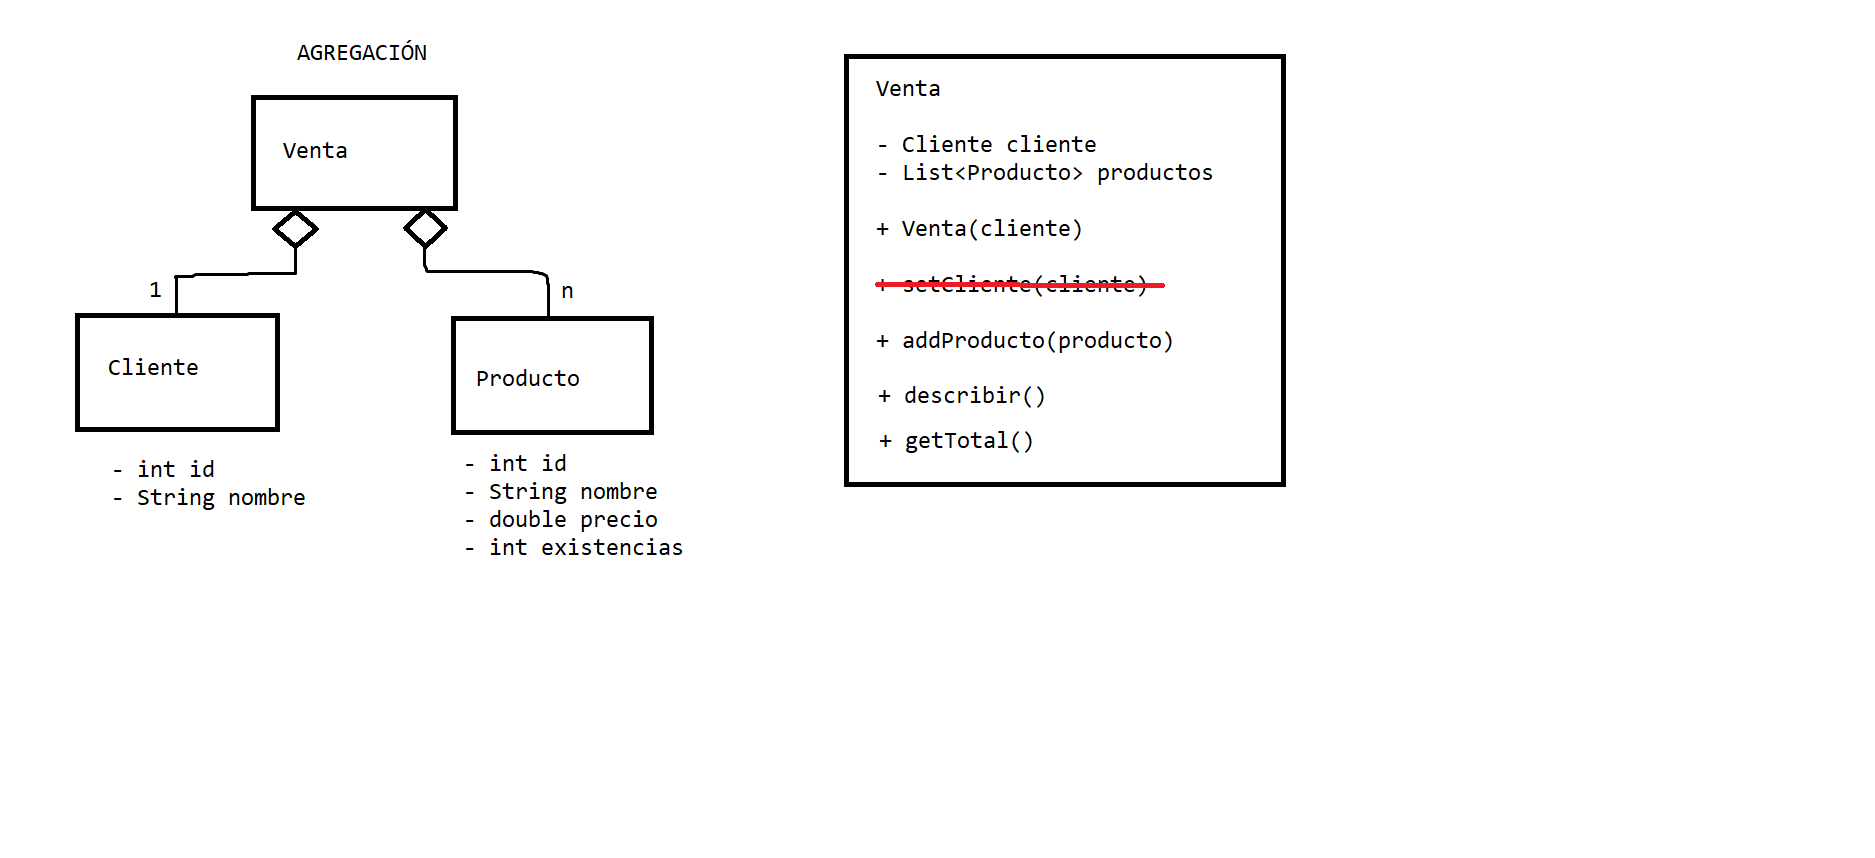 AGREGACIÓN
Venta
1
n
Cliente
Producto
- int id
- String nombre
- int id
- String nombre
- double precio
- int existencias
Venta
- Cliente cliente
- List<Producto> productos
+ Venta(cliente)
+ setCliente(cliente)
+ addProducto(producto)
+ describir()
+ getTotal()